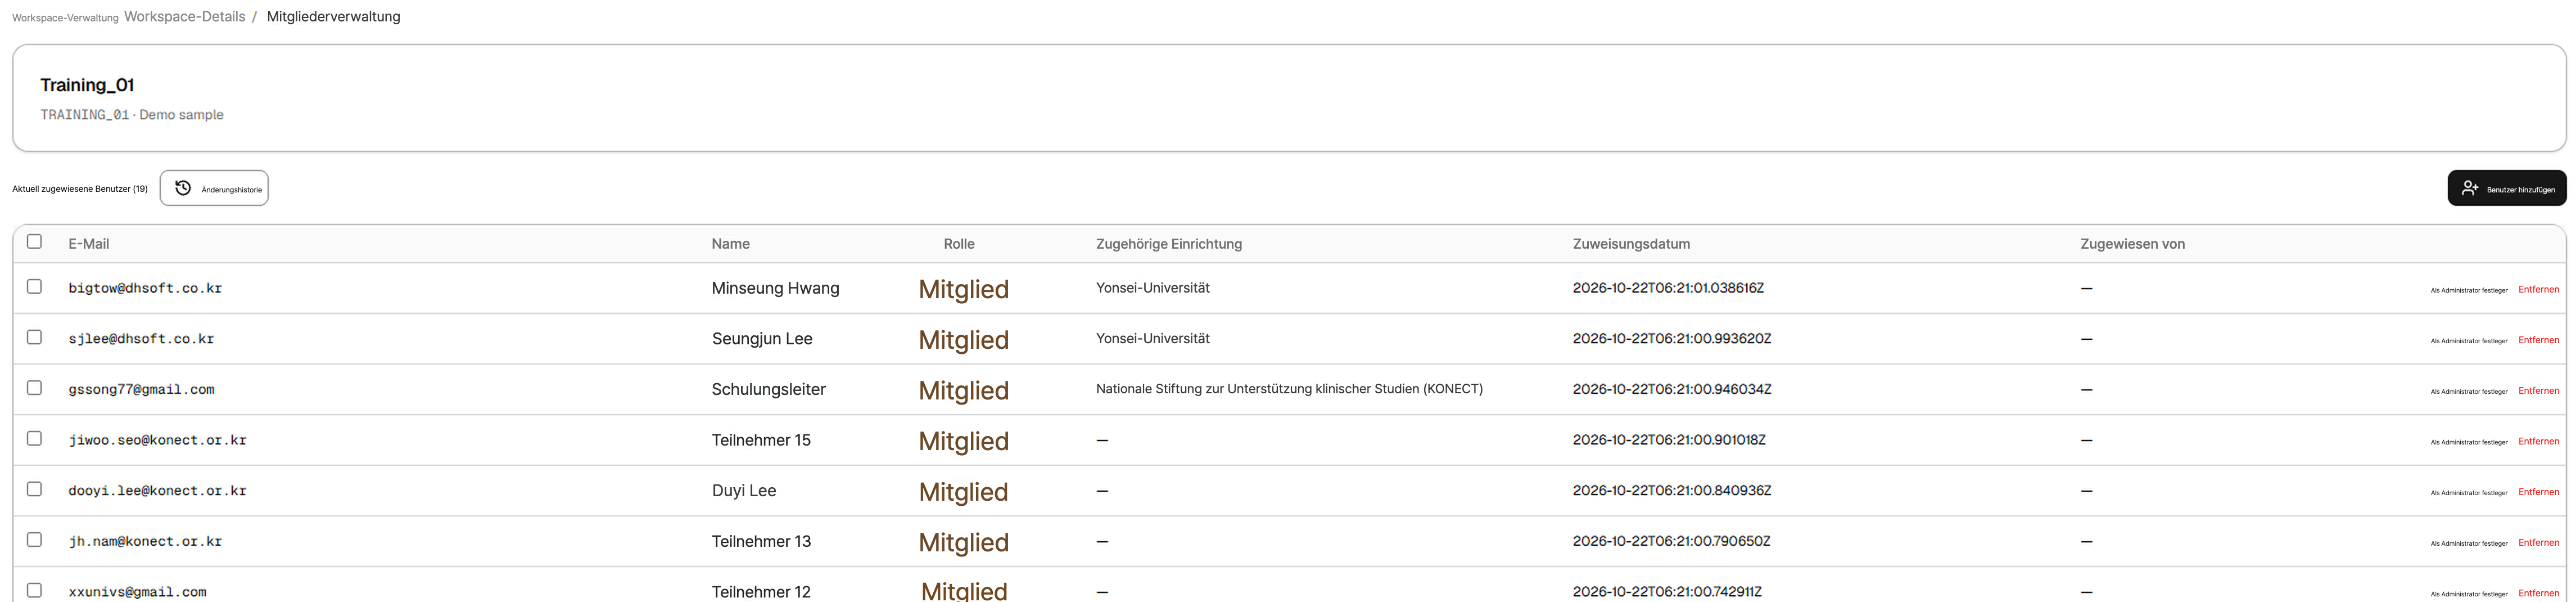 Workspace-Verwaltung Workspace-Details / Mitgliederverwaltung
Training_01
TRAINING_01 · Demo sample
Aktuell zugewiesene Benutzer (19) Änderungshistorie Benutzer hinzufügen
E-Mail Name Rolle Zugehörige Einrichtung Zuweisungsdatum Zugewiesen von
bigtow@dhsoft.co.kr Minseung Hwang Mitglied Yonsei-Universität 2026-10-22T06:21:01.038616Z — Als Administrator festleger Entfernen
sjlee@dhsoft.co.kr Seungjun Lee Mitglied Yonsei-Universität 2026-10-22T06:21:00.993620Z — Als Administrator festleger Entfernen
gssong77@gmail.com Schulungsleiter Mitglied Nationale Stiftung zur Unterstützung klinischer Studien (KONECT) 2026-10-22T06:21:00.946034Z — Als Administrator festleger Entfernen
jiwoo.seo@konect.or.kr Teilnehmer 15 Mitglied — 2026-10-22T06:21:00.901018Z — Als Administrator festleger Entfernen
dooyi.lee@konect.or.kr Duyi Lee Mitglied — 2026-10-22T06:21:00.840936Z — Als Administrator festleger Entfernen
jh.nam@konect.or.kr Teilnehmer 13 Mitglied — 2026-10-22T06:21:00.790650Z — Als Administrator festleger Entfernen
xxunivs@gmail.com Teilnehmer 12 Mitglied — 2026-10-22T06:21:00.742911Z — Als Administrator festleger Entfernen